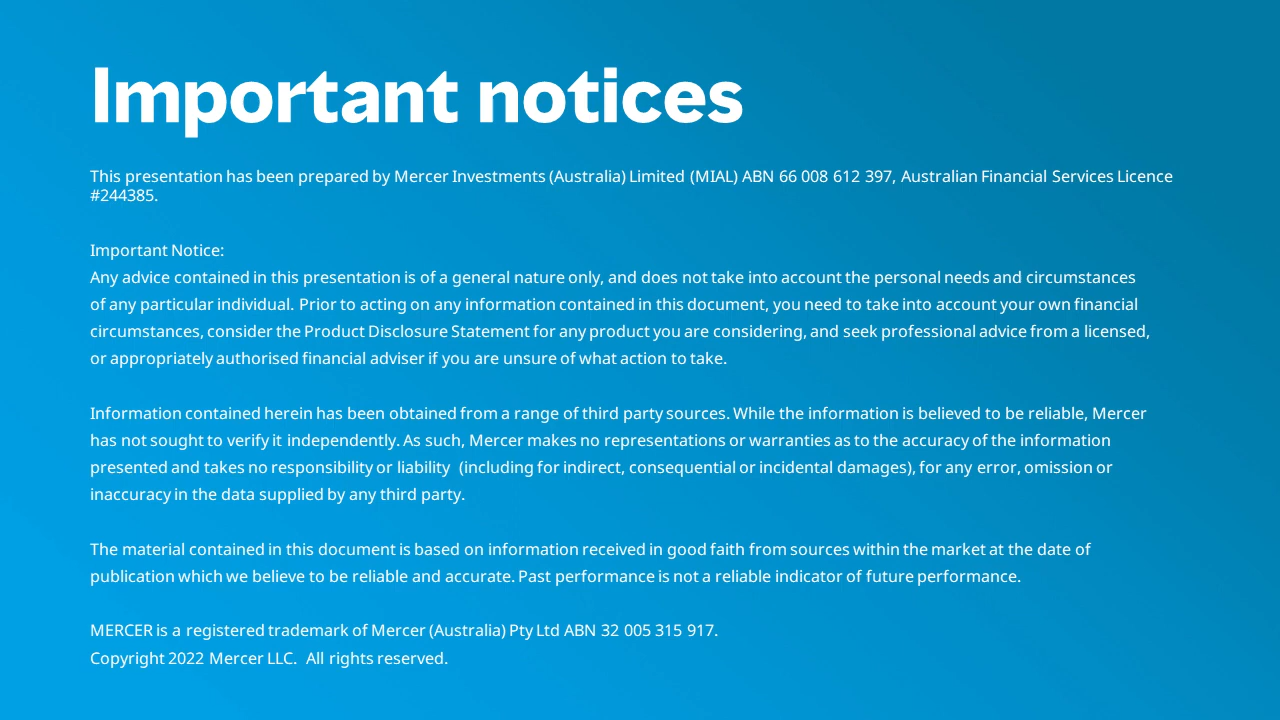 Important notices
This presentation has been prepared by Mercer Investments (Australia) Limited (MIAL) ABN 66 008 612 397, Australian Financial Services Licence
#244385.
Important Notice:
Any advice contained in this presentation is of a general nature only, and does not take into account the personal needs and circumstances
of any particular individual. Prior to acting on any information contained in this document, you need to take into account your own financial
circumstances, consider the Product Disclosure Statement for any product you are considering, and seek professional advice from a licensed,
or appropriately authorised financial adviser if you are unsure of what action to take.
Information contained herein has been obtained from a range of third party sources. While the information is believed to be reliable, Mercer
has not sought to verify it independently. As such, Mercer makes no representations or warranties as to the accuracy of the information
presented and takes no responsibility or liability  (including for indirect, consequential or incidental damages), for any error, omission or
inaccuracy in the data supplied by any third party.
The material contained in this document is based on information received in good faith from sources within the market at the date of
publication which we believe to be reliable and accurate. Past performance is not a reliable indicator of future performance.
MERCER is a registered trademark of Mercer (Australia) Pty Ltd ABN 32 005 315 917.
Copyright 2022 Mercer LLC.  All rights reserved.